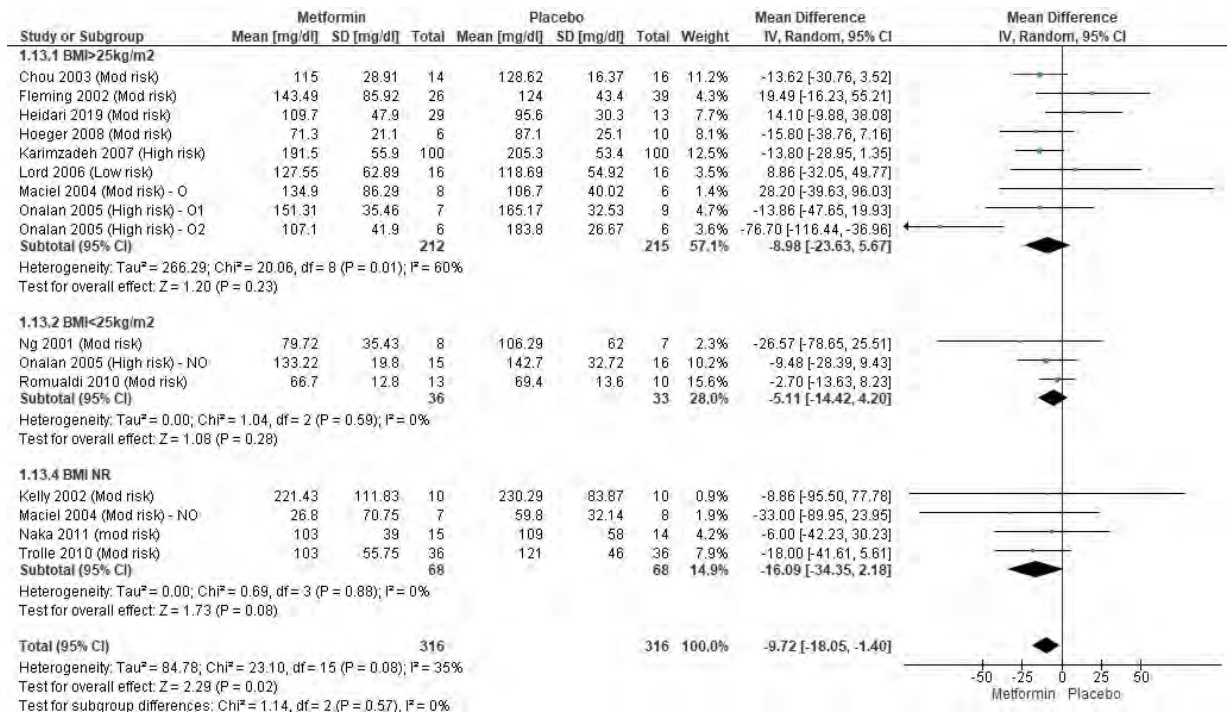 Metformin Placebo Mean Difference Mean Difference
Study or Subgroup Mean [mg/dl] SD [mg/dl] Total Mean [mg/dl] SD [mg/dl] Total Weight IV, Random, 95% CI IV, Random, 95% CI
1.13.1 BMI>25kg/m2
Chou 2003 (Mod risk) 115 28.91 14 128.62 16.37 16 11.2% -13.62 [-30.76, 3.52]
Fleming 2002 (Mod risk) 143.49 85.92 26 124 43.4 39 4.3% 19.49 [-16.23, 55.21]
Heidari 2019 (Mod risk) 109.7 47.9 29 95.6 30.3 13 7.7% 14.10 [-9.88, 38.08]
Hoeger 2008 (Mod risk) 71.3 21.1 6 87.1 25.1 10 8.1% -15.80 [-38.76, 7.16]
Karimzadeh 2007 (High risk) 191.5 55.9 100 205.3 53.4 100 12.5% -13.80 [-28.95, 1.35]
Lord 2006 (Low risk) 127.55 62.89 16 118.69 54.92 16 3.5% 8.86 [-32.05, 49.77]
Maciel 2004 (Mod risk) - O 134.9 86.29 8 106.7 40.02 6 1.4% 28.20 [-39.63, 96.03]
Onalan 2005 (High risk) - O1 151.31 35.46 7 165.17 32.53 9 4.7% -13.86 [-47.65, 19.93]
Onalan 2005 (High risk) - O2 107.1 41.9 6 183.8 26.67 6 3.6% -76.70 [-116.44, -36.96]
Subtotal (95% CI) 212 215 57.1% -8.98 [-23.63, 5.67]
Heterogeneity: Tau² = 266.29; Chi² = 20.06, df = 8 (P = 0.01); I² = 60%
Test for overall effect: Z = 1.20 (P = 0.23)
1.13.2 BMI<25kg/m2
Ng 2001 (Mod risk) 79.72 35.43 8 106.29 62 7 2.3% -26.57 [-78.65, 25.51]
Onalan 2005 (High risk) - NO 133.22 19.8 15 142.7 32.72 16 10.2% -9.48 [-28.39, 9.43]
Romualdi 2010 (Mod risk) 66.7 12.8 13 69.4 13.6 10 15.6% -2.70 [-13.63, 8.23]
Subtotal (95% CI) 36 33 28.0% -5.11 [-14.42, 4.20]
Heterogeneity: Tau² = 0.00; Chi² = 1.04, df = 2 (P = 0.59); I² = 0%
Test for overall effect: Z = 1.08 (P = 0.28)
1.13.4 BMI NR
Kelly 2002 (Mod risk) 221.43 111.83 10 230.29 83.87 10 0.9% -8.86 [-95.50, 77.78]
Maciel 2004 (Mod risk) - NO 26.8 70.75 7 59.8 32.14 8 1.9% -33.00 [-89.95, 23.95]
Naka 2011 (mod risk) 103 39 15 109 58 14 4.2% -6.00 [-42.23, 30.23]
Trolle 2010 (Mod risk) 103 55.75 36 121 46 36 7.9% -18.00 [-41.61, 5.61]
Subtotal (95% CI) 68 68 14.9% -16.09 [-34.35, 2.18]
Heterogeneity: Tau² = 0.00; Chi² = 0.69, df = 3 (P = 0.88); I² = 0%
Test for overall effect: Z = 1.73 (P = 0.08)
Total (95% CI) 316 316 100.0% -9.72 [-18.05, -1.40]
Heterogeneity: Tau² = 84.78; Chi² = 23.10, df = 15 (P = 0.08); I² = 35%
Test for overall effect: Z = 2.29 (P = 0.02)
Test for subgroup differences: Chi² = 1.14, df = 2 (P = 0.57), I² = 0%
-50 -25 0 25 50
Metformin Placebo